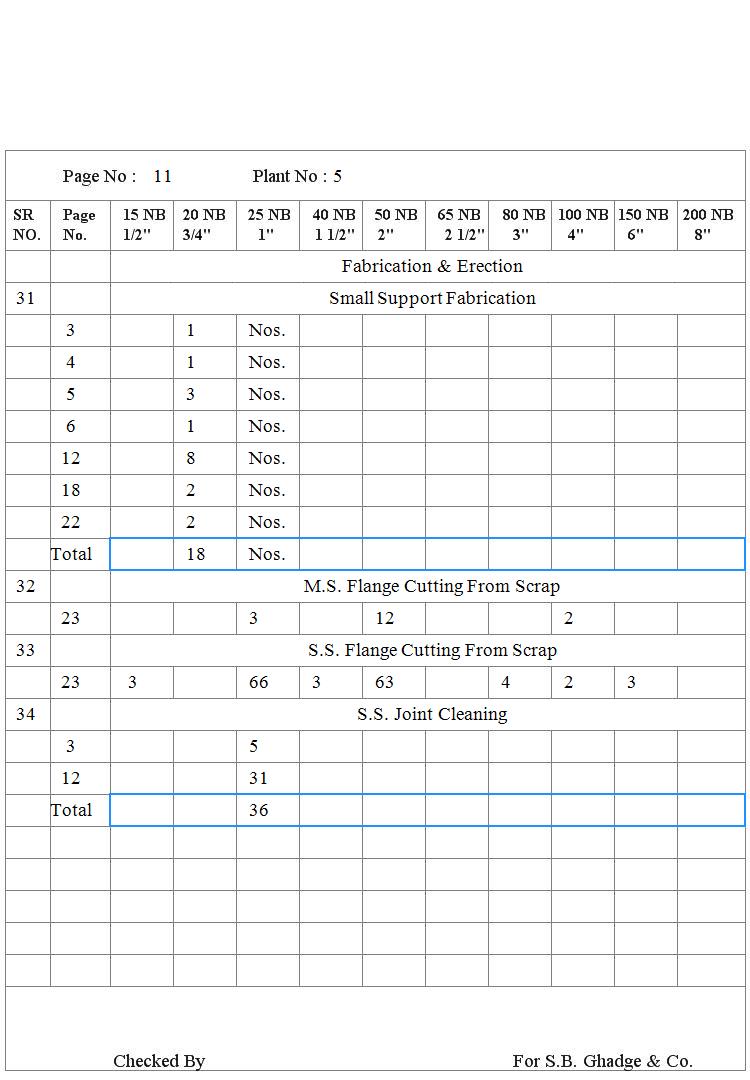 Page No : 11 Plant No : 5
SR Page 15 NB 20 NB 25 NB 40 NB 50 NB 65 NB 80 NB 100 NB 150 NB 200 NB
NO. No. 1/2" 3/4" 1" 1 1/2" 2" 2 1/2" 3" 4" 6" 8"
Fabrication & Erection
31 Small Support Fabrication
3 1 Nos.
4 1 Nos.
5 3 Nos.
6 1 Nos.
12 8 Nos.
18 2 Nos.
22 2 Nos.
Total 18 Nos.
32 M.S. Flange Cutting From Scrap
23 3 12 2
33 S.S. Flange Cutting From Scrap
23 3 66 3 63 4 2 3
34 S.S. Joint Cleaning
3 5
12 31
Total 36
Checked By For S.B. Ghadge & Co.